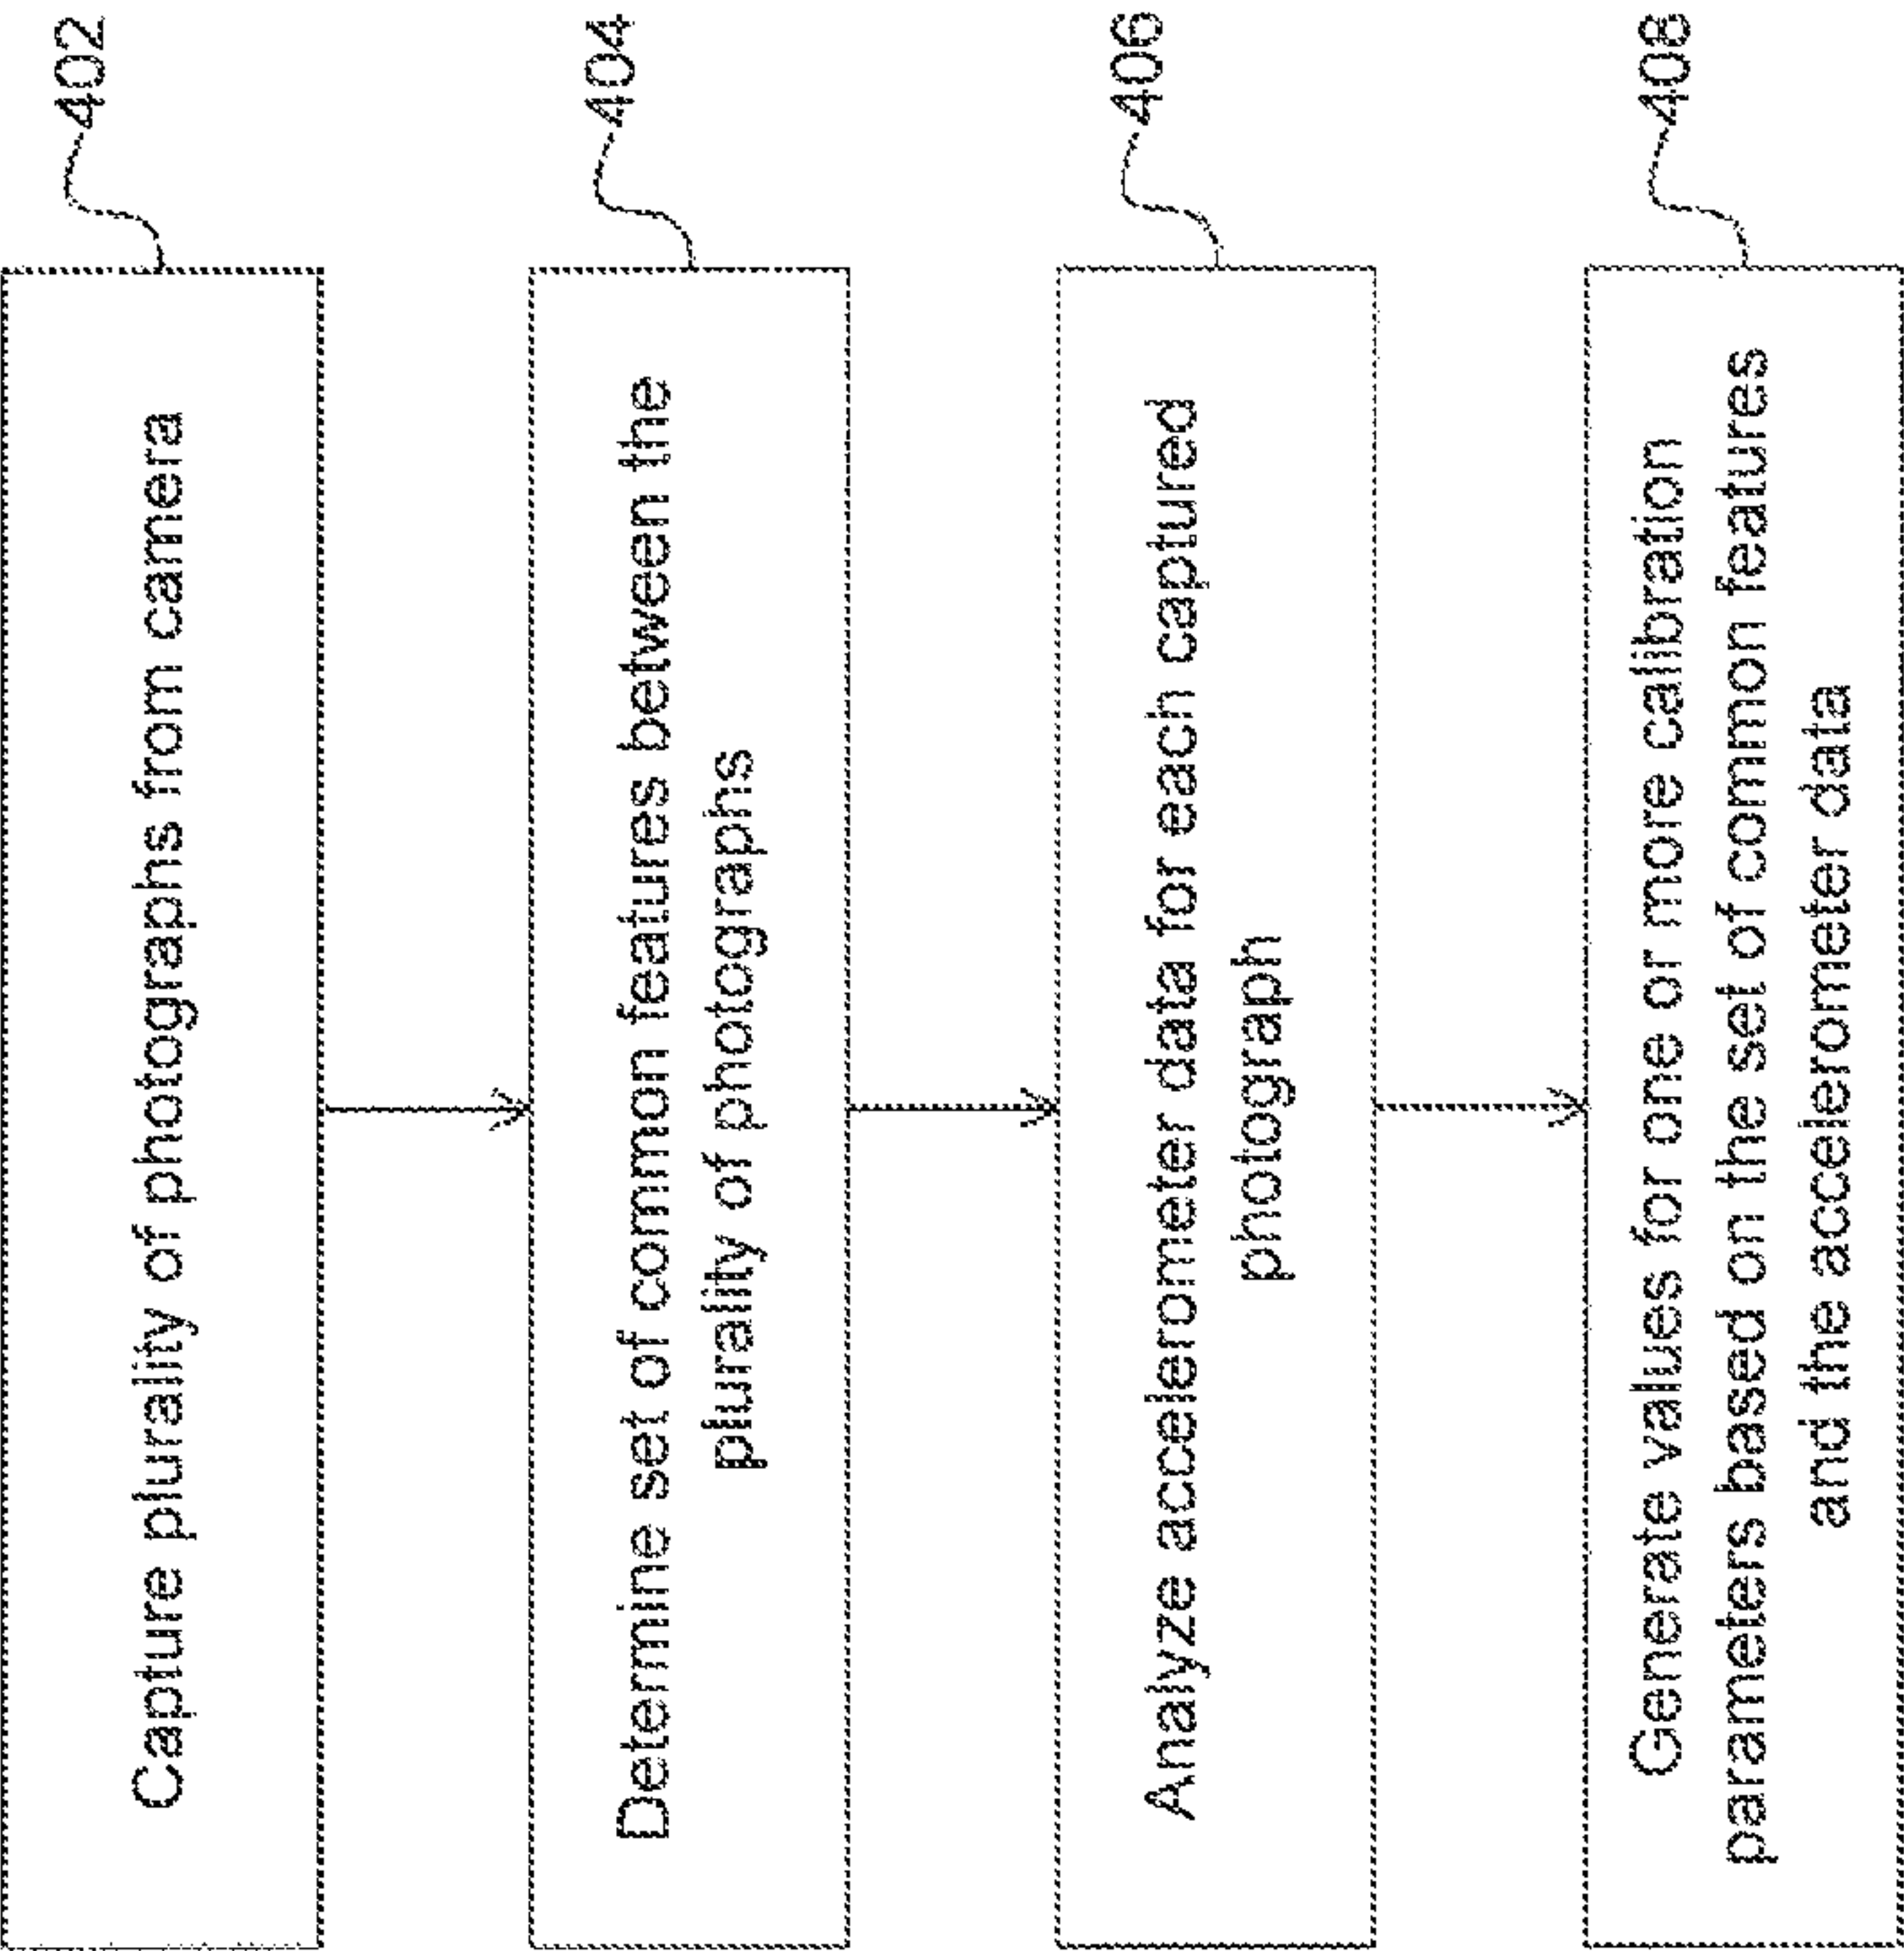 Capture plurality of photographs from camera
402
Determine set of common features between the
plurality of photographs
404
Analyze accelerometer data for each captured
photograph
406
Generate values for one or more calibration
parameters based on the set of common features
and the accelerometer data
408